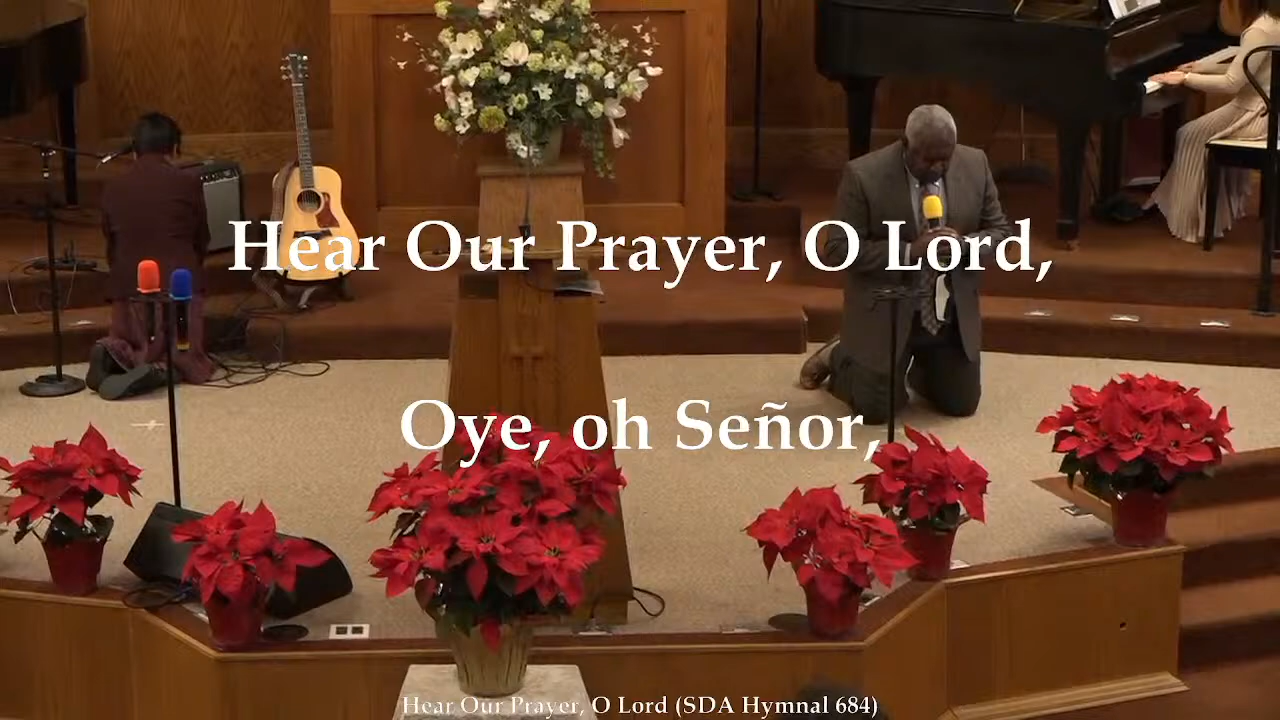 Hear Our Prayer, O Lord,
Oye, oh Señor,
Hear Our Prayer, O Lord (SDA Hymnal 684)